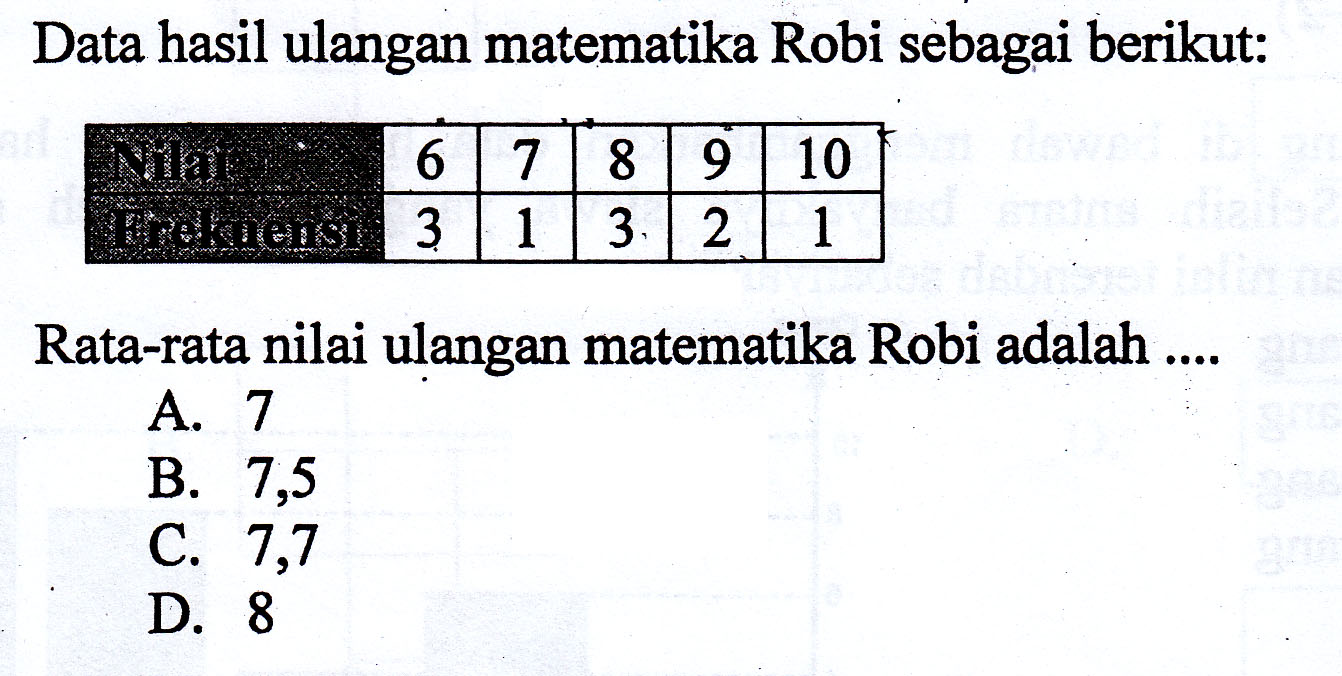 Data hasil ulangan matematika Robi sebagai berikut:
Nilai 6 7 8 9 10
Frekuensi 3 1 3 2 1
Rata-rata nilai ulangan matematika Robi adalah ....
A. 7
B. 7,5
C. 7,7
D. 8